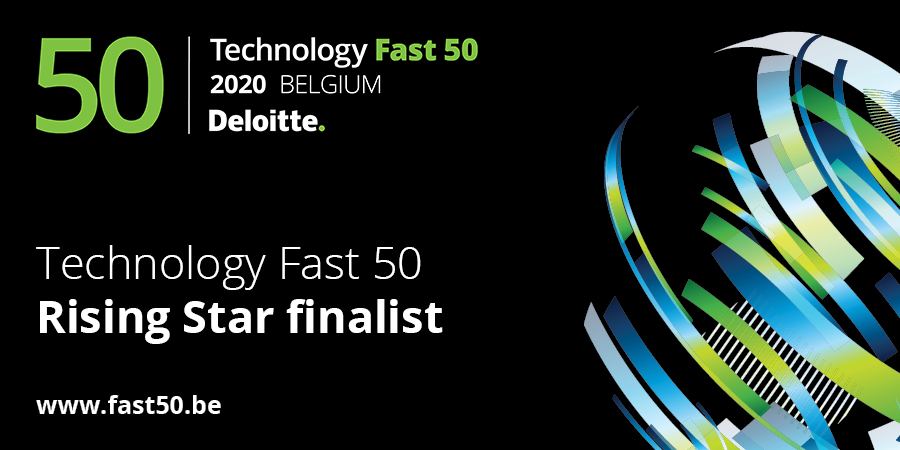 50
Technology Fast 50
2020 BELGIUM
Deloitte.
Technology Fast 50
Rising Star finalist
www.fast50.be